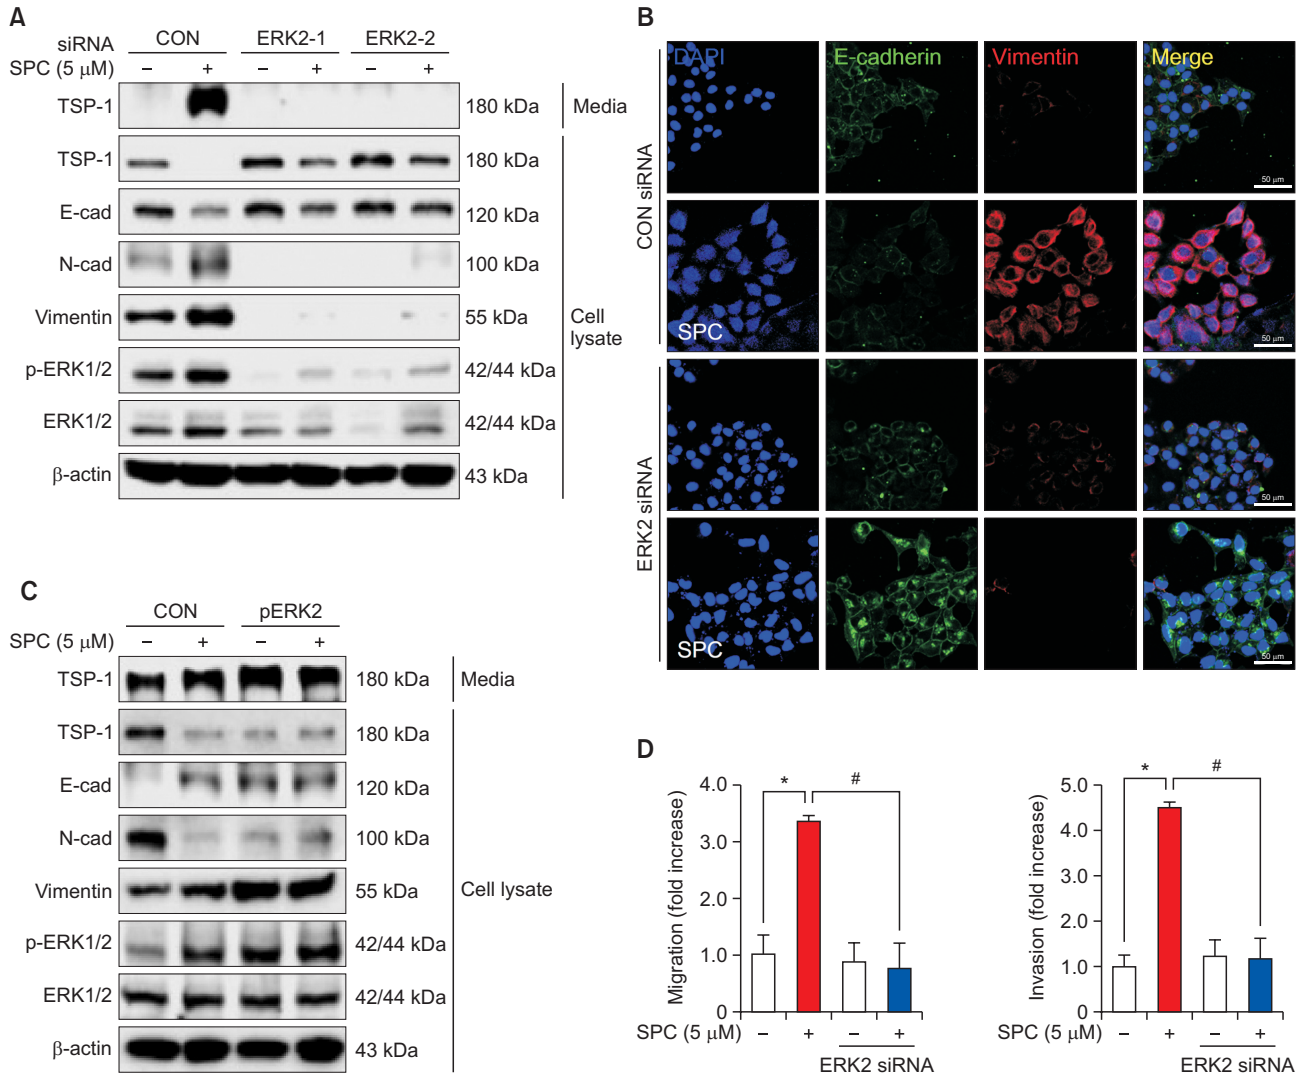 A
siRNA CON ERK2-1 ERK2-2
SPC (5 μM) – + – + – +
TSP-1 180 kDa Media
TSP-1 180 kDa
E-cad 120 kDa
N-cad 100 kDa
Vimentin 55 kDa
Cell lysate
p-ERK1/2 42/44 kDa
ERK1/2 42/44 kDa
β-actin 43 kDa
B
DAPI E-cadherin Vimentin Merge
CON siRNA
50 μm
SPC
50 μm
ERK2 siRNA
50 μm
SPC
50 μm
C
CON pERK2
SPC (5 μM) – + – +
TSP-1 180 kDa Media
TSP-1 180 kDa
E-cad 120 kDa
N-cad 100 kDa
Vimentin 55 kDa Cell lysate
p-ERK1/2 42/44 kDa
ERK1/2 42/44 kDa
β-actin 43 kDa
D
Migration (fold increase)
4.0
3.0
2.0
1.0
0
* #
SPC (5 μM) – + – +
ERK2 siRNA
Invasion (fold increase)
5.0
4.0
3.0
2.0
1.0
0
* #
SPC (5 μM) – + – +
ERK2 siRNA